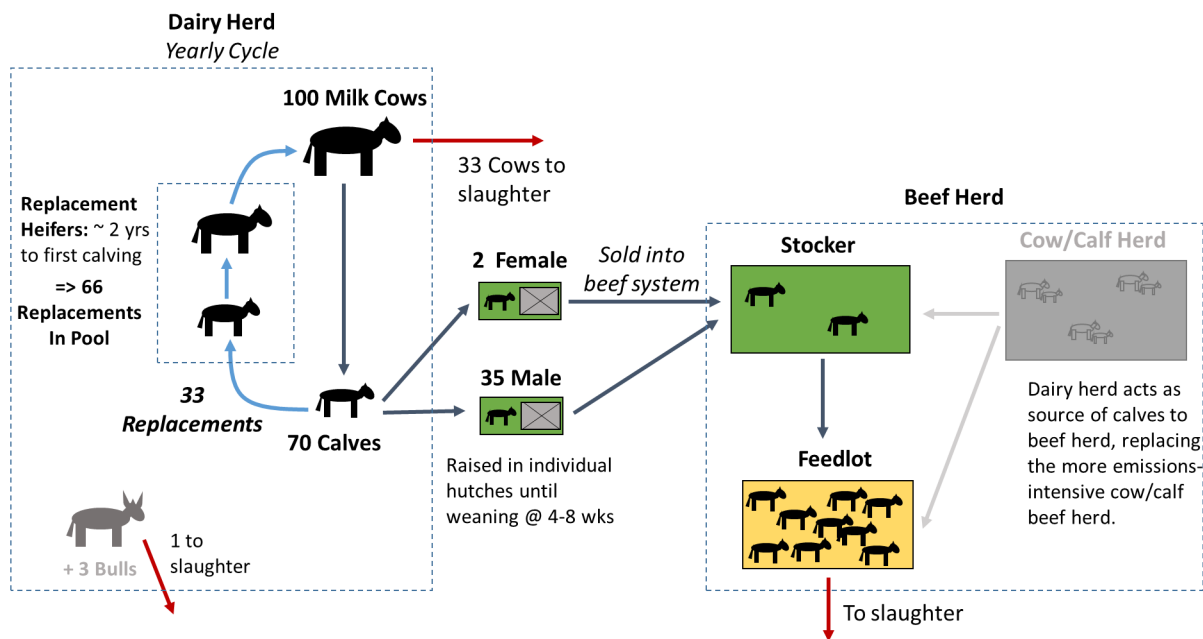 Dairy Herd
Yearly Cycle
100 Milk Cows
33 Cows to
slaughter
Replacement
Heifers: ~ 2 yrs
to first calving
=> 66
Replacements
In Pool
33
Replacements
70 Calves
+ 3 Bulls
1 to
slaughter
2 Female
35 Male
Raised in individual
hutches until
weaning @ 4-8 wks
Sold into
beef system
Beef Herd
Stocker
Feedlot
To slaughter
Cow/Calf Herd
Dairy herd acts as
source of calves to
beef herd, replacing
the more emissions-
intensive cow/calf
beef herd.